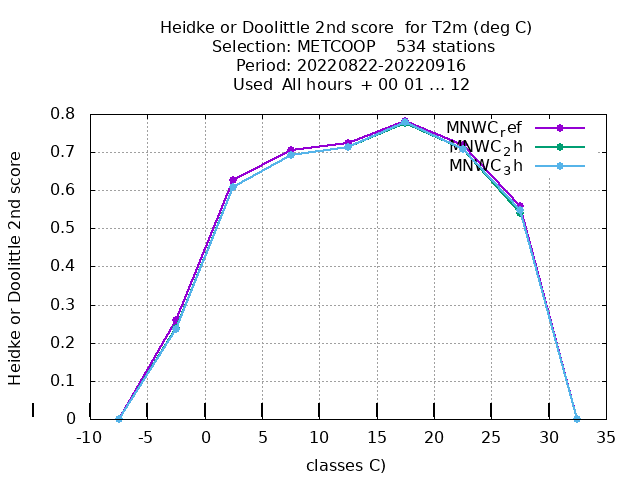 Heidke or Doolittle 2nd score  for T2m (deg C)
Selection: METCOOP    534 stations
Period: 20220822-20220916
Used  All hours  + 00 01 ... 12
Heidke or Doolittle 2nd score
0.8
0.7
0.6
0.5
0.4
0.3
0.2
0.1
0
MNWC_ref
MNWC_2h
MNWC_3h
-10 -5 0 5 10 15 20 25 30 35
classes C)